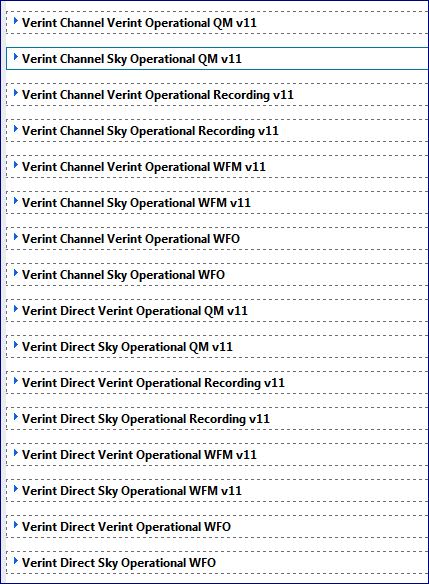 Verint Channel Verint Operational QM v11
Verint Channel Sky Operational QM v11
Verint Channel Verint Operational Recording v11
Verint Channel Sky Operational Recording v11
Verint Channel Verint Operational WFM v11
Verint Channel Sky Operational WFM v11
Verint Channel Verint Operational WFO
Verint Channel Sky Operational WFO
Verint Direct Verint Operational QM v11
Verint Direct Sky Operational QM v11
Verint Direct Verint Operational Recording v11
Verint Direct Sky Operational Recording v11
Verint Direct Verint Operational WFM v11
Verint Direct Sky Operational WFM v11
Verint Direct Verint Operational WFO
Verint Direct Sky Operational WFO